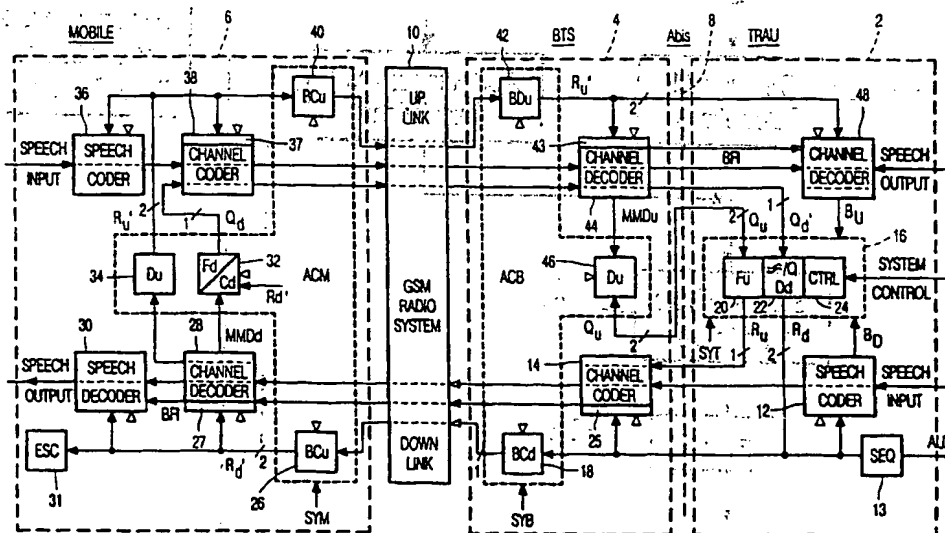 MOBILE
6
40
10
42
BTS
4
Abis
8
TRAU
2
36
38
RCu
UP
LINK
BDu
Ru'
2
48
SPEECH
INPUT
SPEECH
CODER
37
CHANNEL
CODER
43
CHANNEL
DECODER
44
BFI
CHANNEL
DECODER
SPEECH
OUTPUT
Ru'
2
1
Qd
MMDu
2
Qu
1
Qd'
BU
16
34
Du
Fd
Cd
32
Rd'
ACM
GSM
RADIO
SYSTEM
ACB
46
Du
Fu
Dd
CTRL
SYSTEM
CONTROL
20
22
24
30
28
MMDd
Qu
2
14
SYT
Ru
1
Rd
2
BD
SPEECH
OUTPUT
SPEECH
DECODER
CHANNEL
DECODER
CHANNEL
CODER
SPEECH
CODER
SPEECH
INPUT
12
BFI
27
25
ESC
Rd'
2
BCu
DOWN
LINK
1
BCd
18
SEQ
AU
31
26
13
SYM
SYB